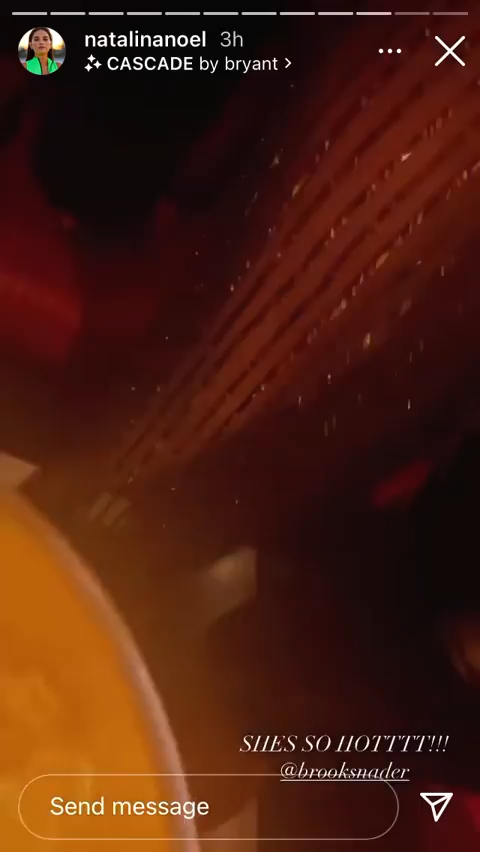 natalinanoel 3h
CASCADE by bryant >
SHES SO HOTTTT!!!
@brooksnader
Send message